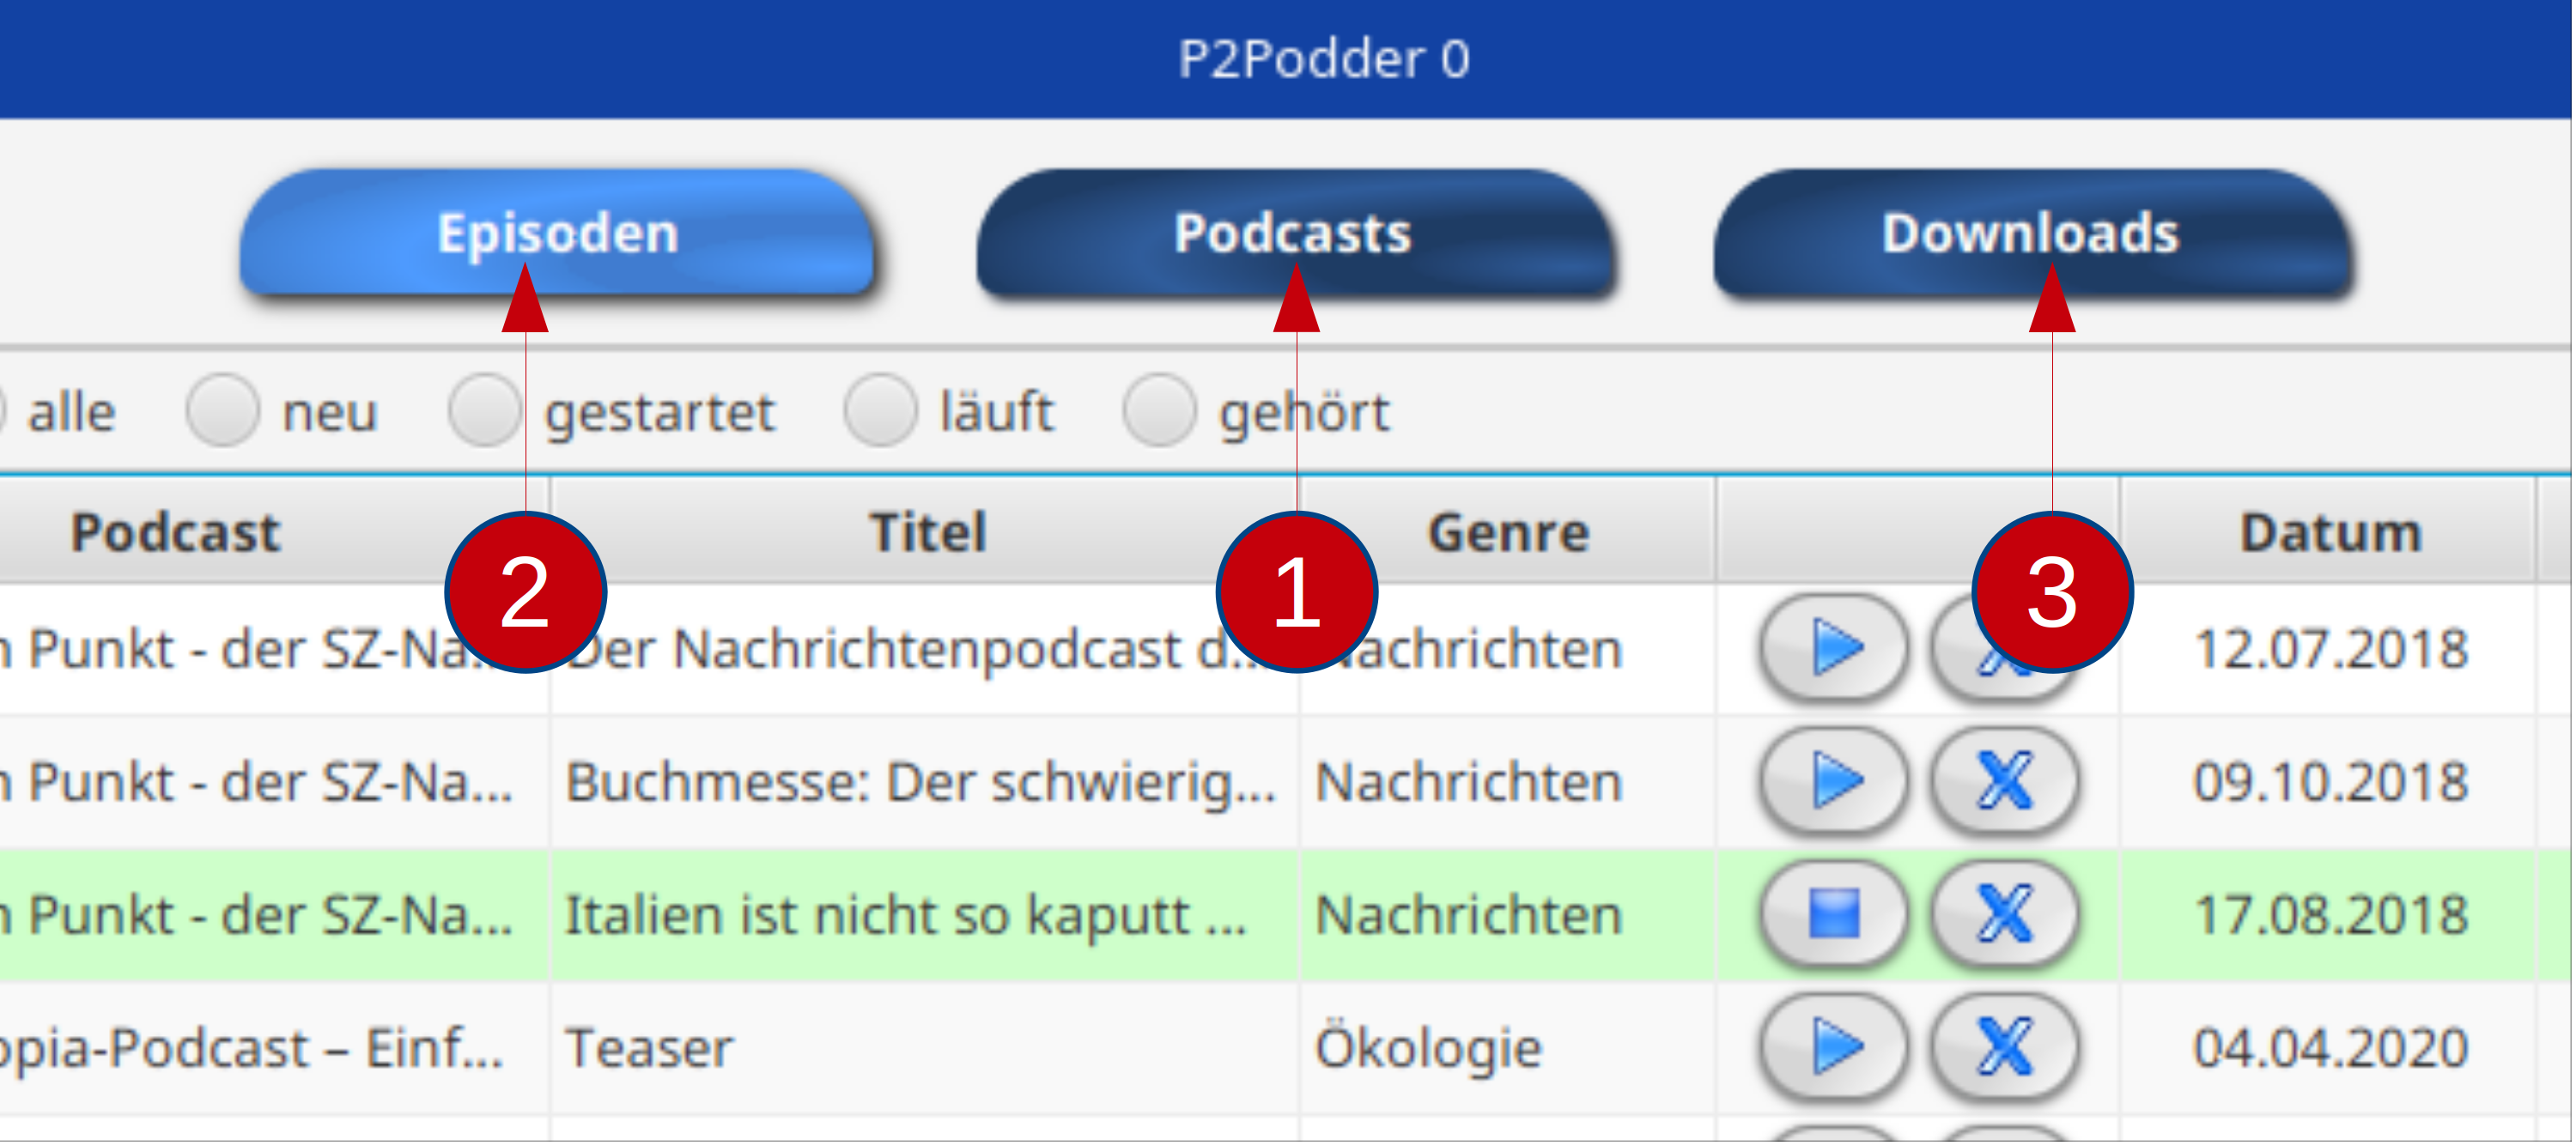 P2Podder 0
Episoden Podcasts Downloads
alle neu gestartet läuft gehört
Podcast Titel Genre Datum
2 1 3
Punkt - der SZ-Na... Der Nachrichtenpodcast d... Nachrichten 12.07.2018
Punkt - der SZ-Na... Buchmesse: Der schwierig... Nachrichten 09.10.2018
Punkt - der SZ-Na... Italien ist nicht so kaputt ... Nachrichten 17.08.2018
opia-Podcast – Einf... Teaser Ökologie 04.04.2020